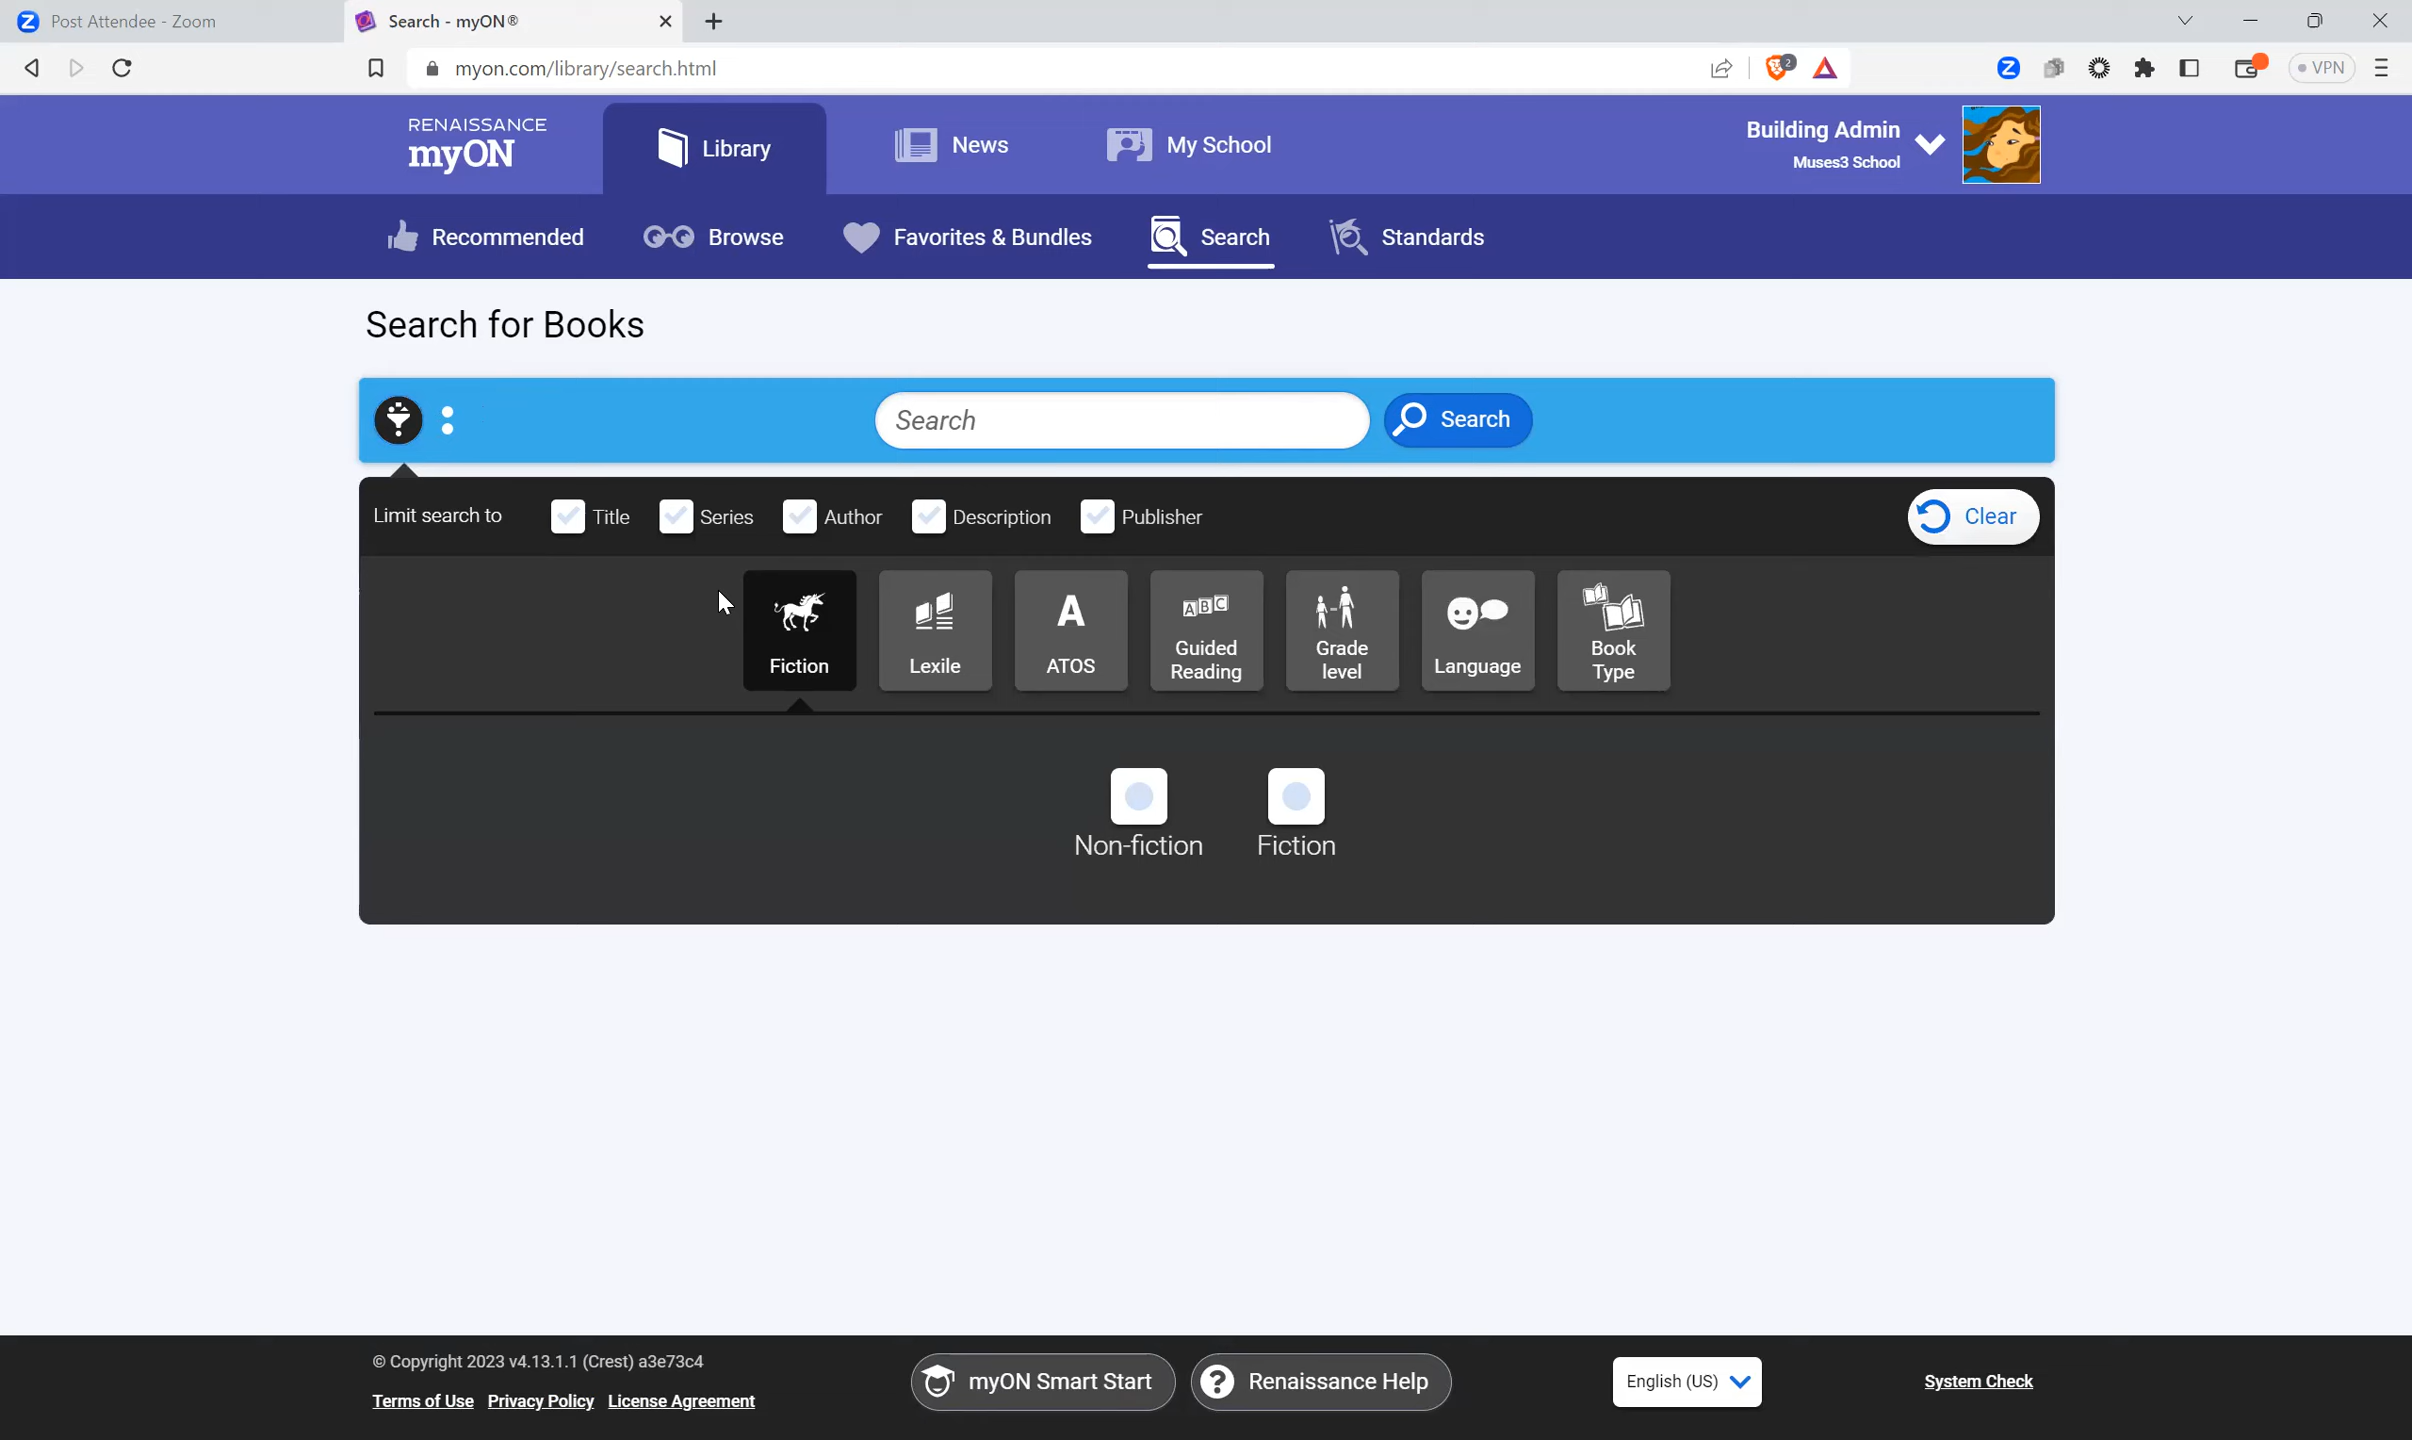 Post Attendee - Zoom
Search - myON®
myon.com/library/search.html
2
VPN
RENAISSANCE
myON
Library
News
My School
Building Admin
Muses3 School
Recommended
Browse
Favorites & Bundles
Search
Standards
Search for Books
Search
Search
Limit search to
Title
Series
Author
Description
Publisher
Clear
Fiction
Lexile
A
ATOS
ABC
Guided
Reading
Grade
level
Language
Book
Type
Non-fiction
Fiction
© Copyright 2023 v4.13.1.1 (Crest) a3e73c4
Terms of Use Privacy Policy License Agreement
myON Smart Start
Renaissance Help
English (US)
System Check